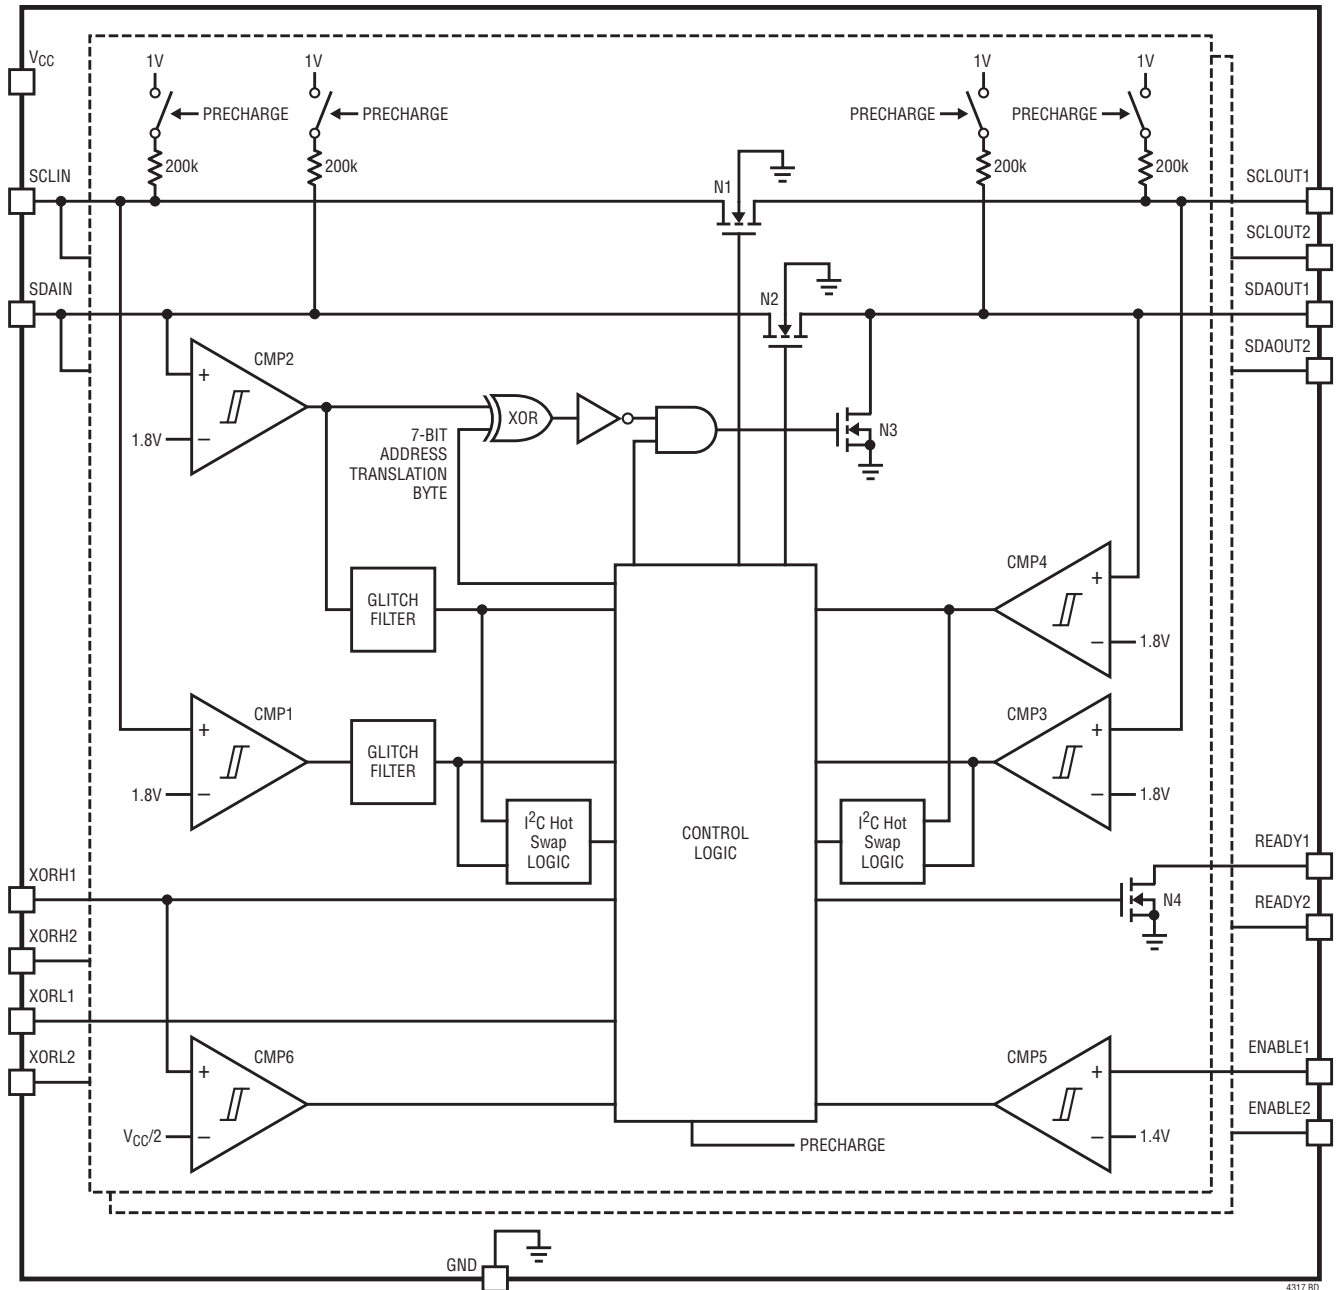 VCC
1V
1V
1V
1V
PRECHARGE
PRECHARGE
PRECHARGE
PRECHARGE
200k
200k
200k
200k
SCLIN
N1
SCLOUT1
SCLOUT2
SDAIN
N2
SDAOUT1
SDAOUT2
CMP2
+
1.8V
–
XOR
7-BIT
ADDRESS
TRANSLATION
BYTE
N3
GLITCH
FILTER
CMP4
+
–
1.8V
CMP1
+
1.8V
–
GLITCH
FILTER
CMP3
+
–
1.8V
I2C Hot
Swap
LOGIC
CONTROL
LOGIC
I2C Hot
Swap
LOGIC
READY1
XORH1
N4
READY2
XORH2
XORL1
XORL2
CMP6
+
VCC/2
–
CMP5
+
–
1.4V
ENABLE1
ENABLE2
PRECHARGE
GND
4317 BD